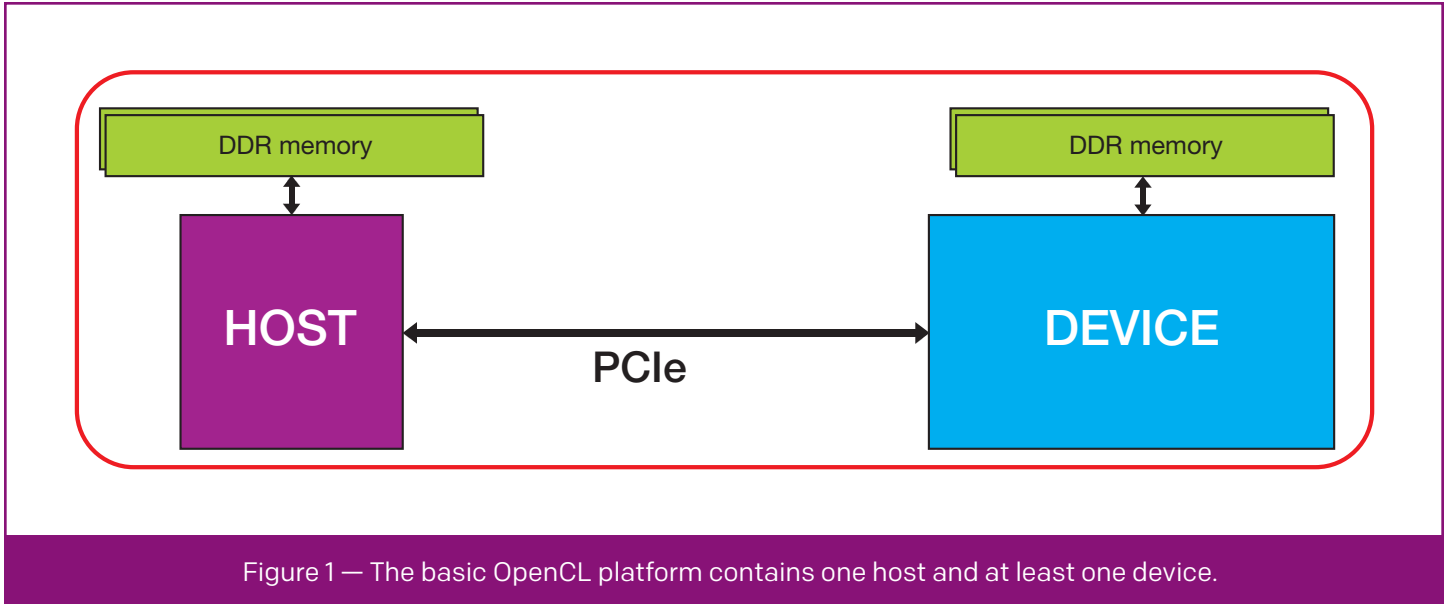 DDR memory
DDR memory
HOST
PCIe
DEVICE
Figure 1 — The basic OpenCL platform contains one host and at least one device.